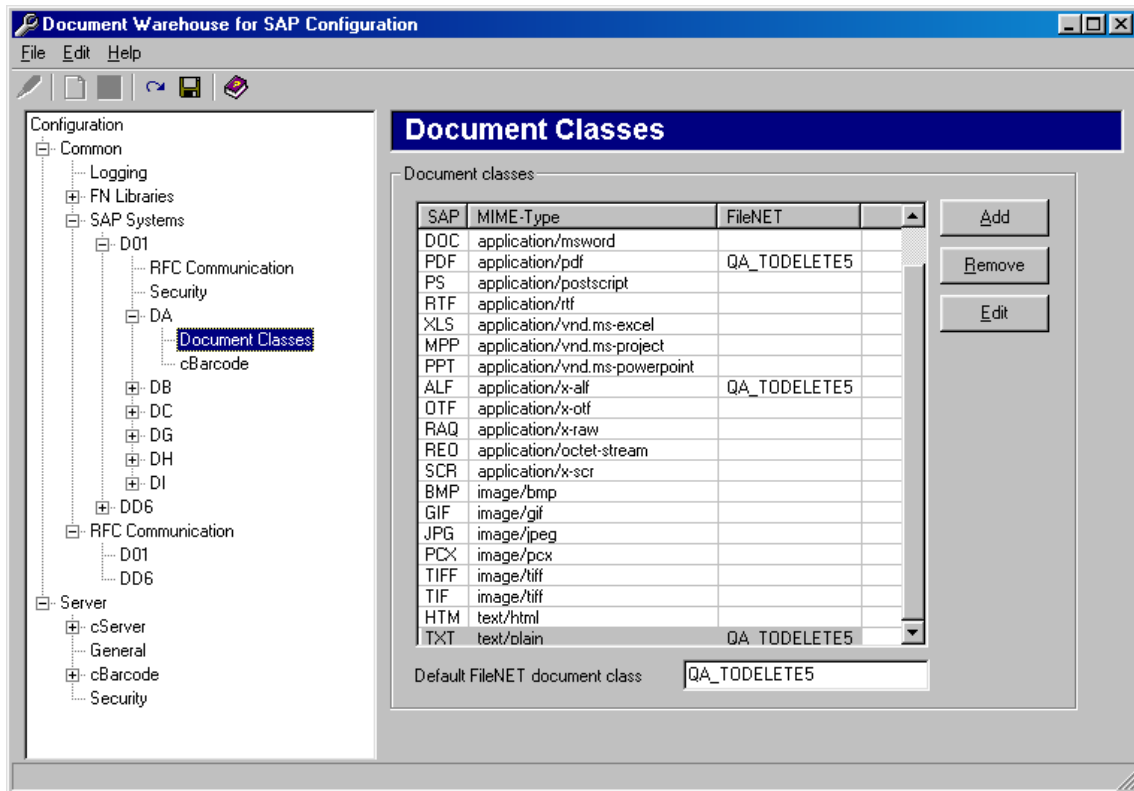 Document Warehouse for SAP Configuration
File Edit Help
Configuration
Common
Logging
FN Libraries
SAP Systems
D01
RFC Communication
Security
DA
Document Classes
cBarcode
DB
DC
DG
DH
DI
DD6
RFC Communication
D01
DD6
Server
cServer
General
cBarcode
Security
Document Classes
Document classes
SAP MIME-Type FileNET
DOC application/msword
PDF application/pdf QA_TODELETE5
PS application/postscript
RTF application/rtf
XLS application/vnd.ms-excel
MPP application/vnd.ms-project
PPT application/vnd.ms-powerpoint
ALF application/x-alf QA_TODELETE5
OTF application/x-otf
RAQ application/x-raw
REO application/octet-stream
SCR application/x-scr
BMP image/bmp
GIF image/gif
JPG image/jpeg
PCX image/pcx
TIFF image/tiff
TIF image/tiff
HTM text/html
TXT text/plain QA_TODELETE5
Add
Remove
Edit
Default FileNET document class QA_TODELETE5